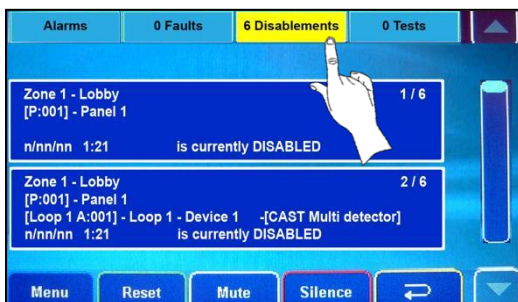 Alarms 0 Faults 6 Disablements 0 Tests
Zone 1 - Lobby 1 / 6
[P:001] - Panel 1
n/nn/nn 1:21 is currently DISABLED
Zone 1 - Lobby 2 / 6
[P:001] - Panel 1
[Loop 1 A:001] - Loop 1 - Device 1 -[CAST Multi detector]
n/nn/nn 1:21 is currently DISABLED
Menu Reset Mute Silence